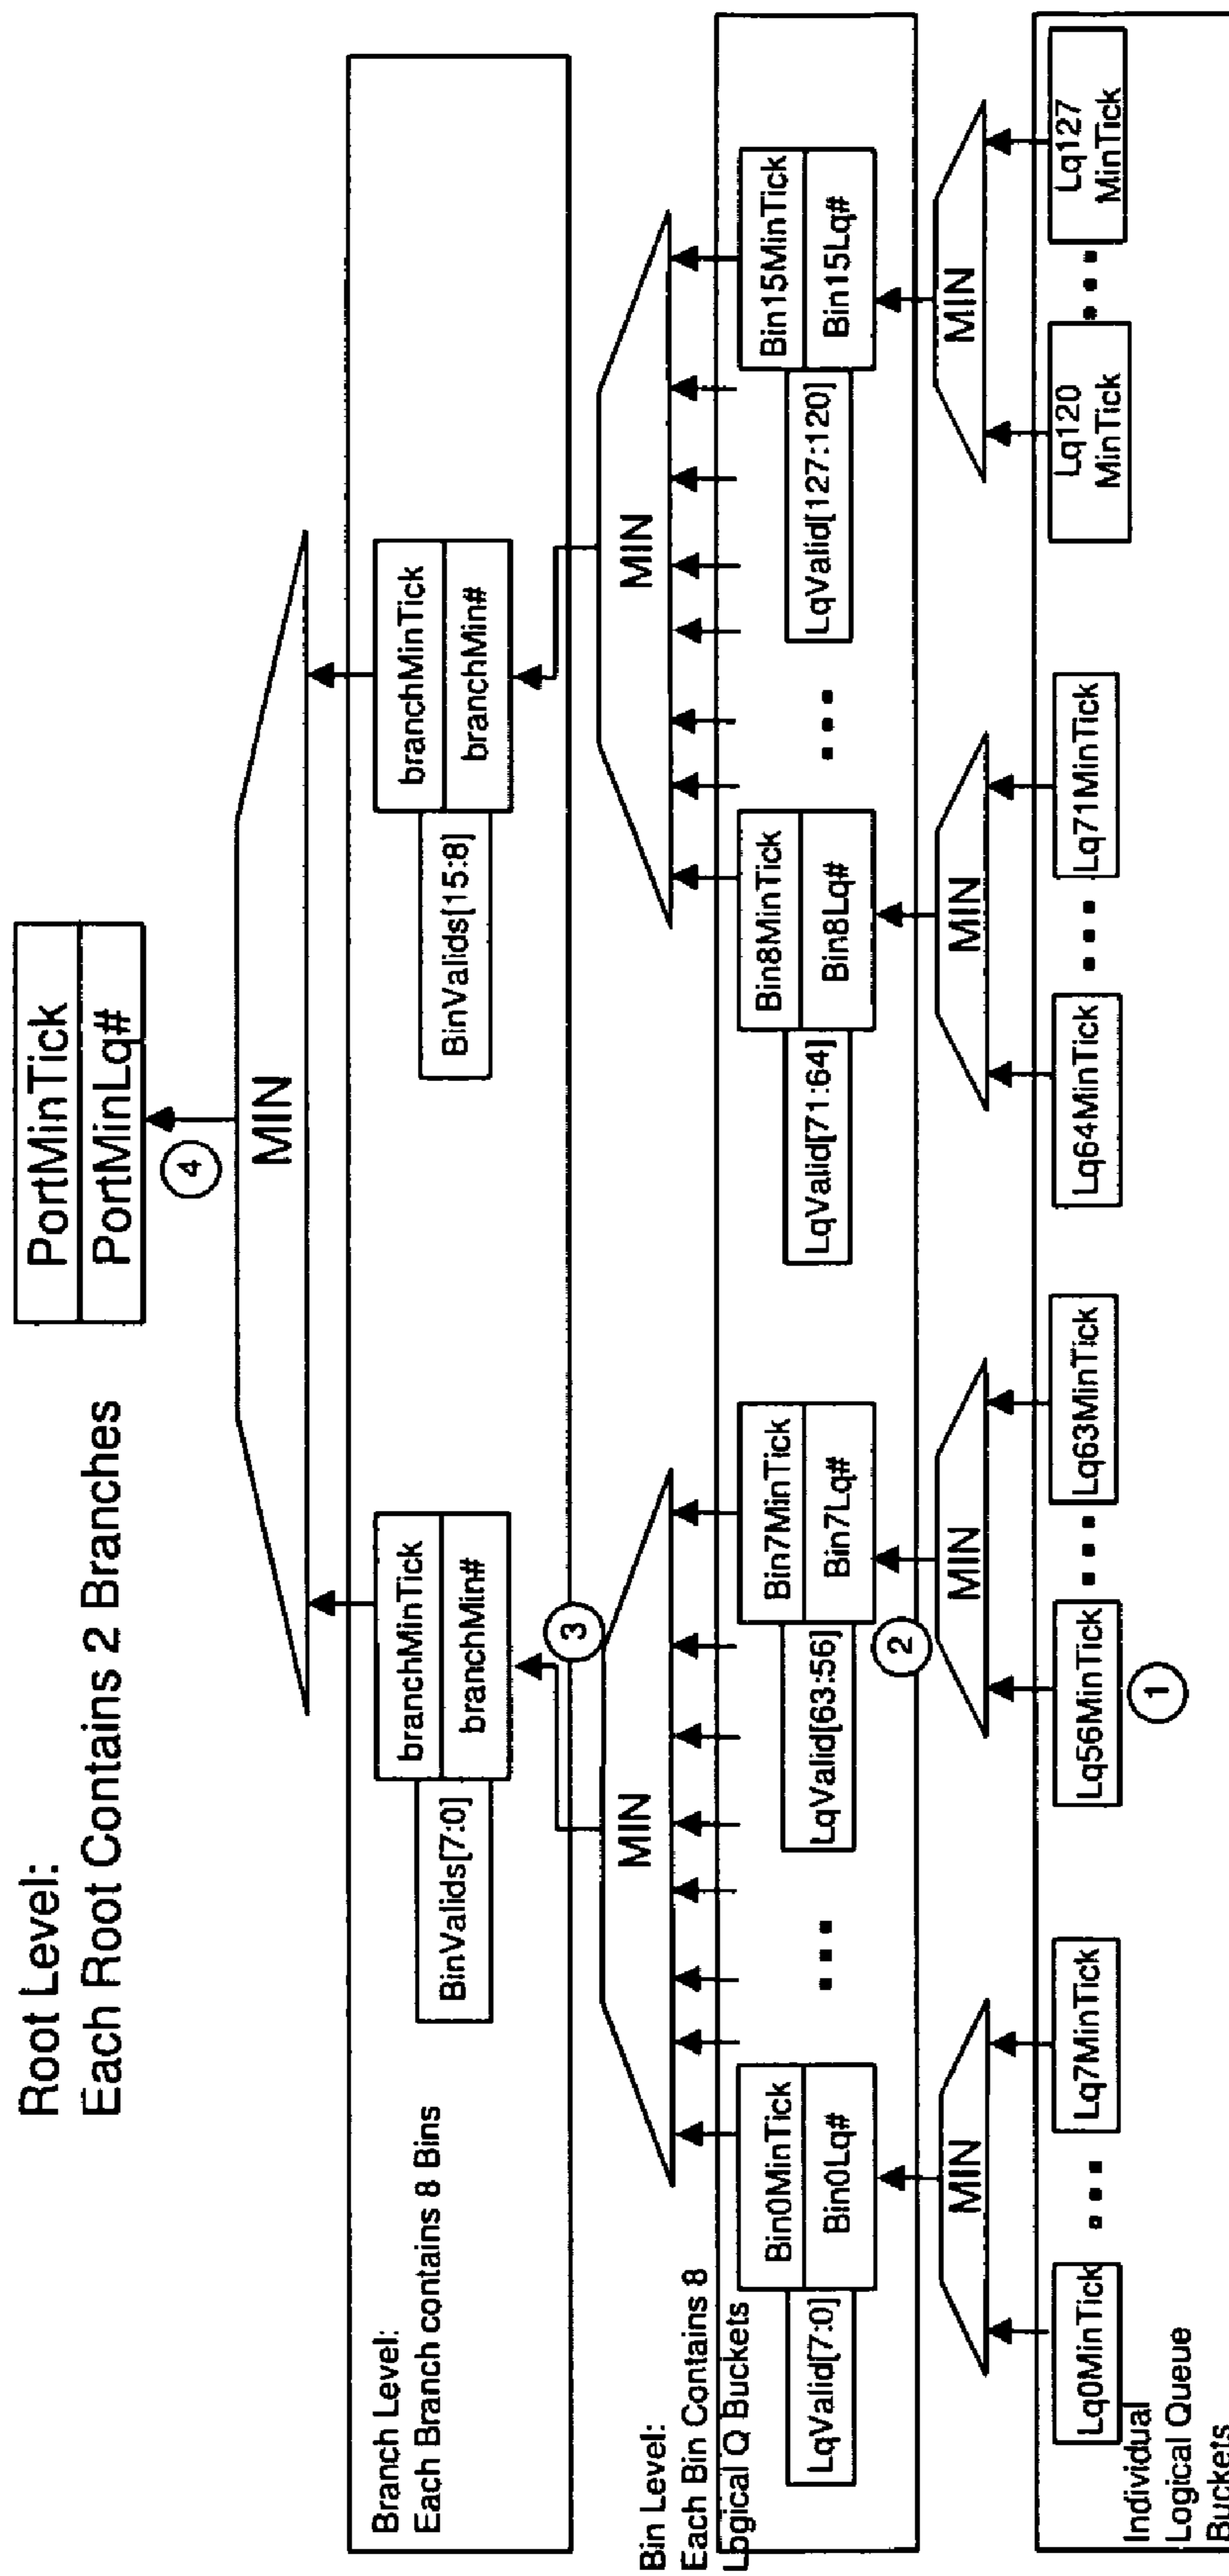 Root Level:
Each Root Contains 2 Branches
PortMinTick
PortMinLq#
4
MIN
Branch Level:
Each Branch contains 8 Bins
BinValids[7:0]
branchMinTick
branchMin#
BinValids[15:8]
branchMinTick
branchMin#
3
MIN
MIN
Bin Level:
Each Bin Contains 8
Logical Q Buckets
LqValid[7:0]
Bin0MinTick
Bin0Lq#
LqValid[63:56]
Bin7MinTick
Bin7Lq#
LqValid[71:64]
Bin8MinTick
Bin8Lq#
LqValid[127:120]
Bin15MinTick
Bin15Lq#
2
MIN
MIN
MIN
MIN
Lq0MinTick
Lq7MinTick
Lq56MinTick
Lq63MinTick
Lq64MinTick
Lq71MinTick
Lq120
MinTick
Lq127
MinTick
1
Individual
Logical Queue
Buckets